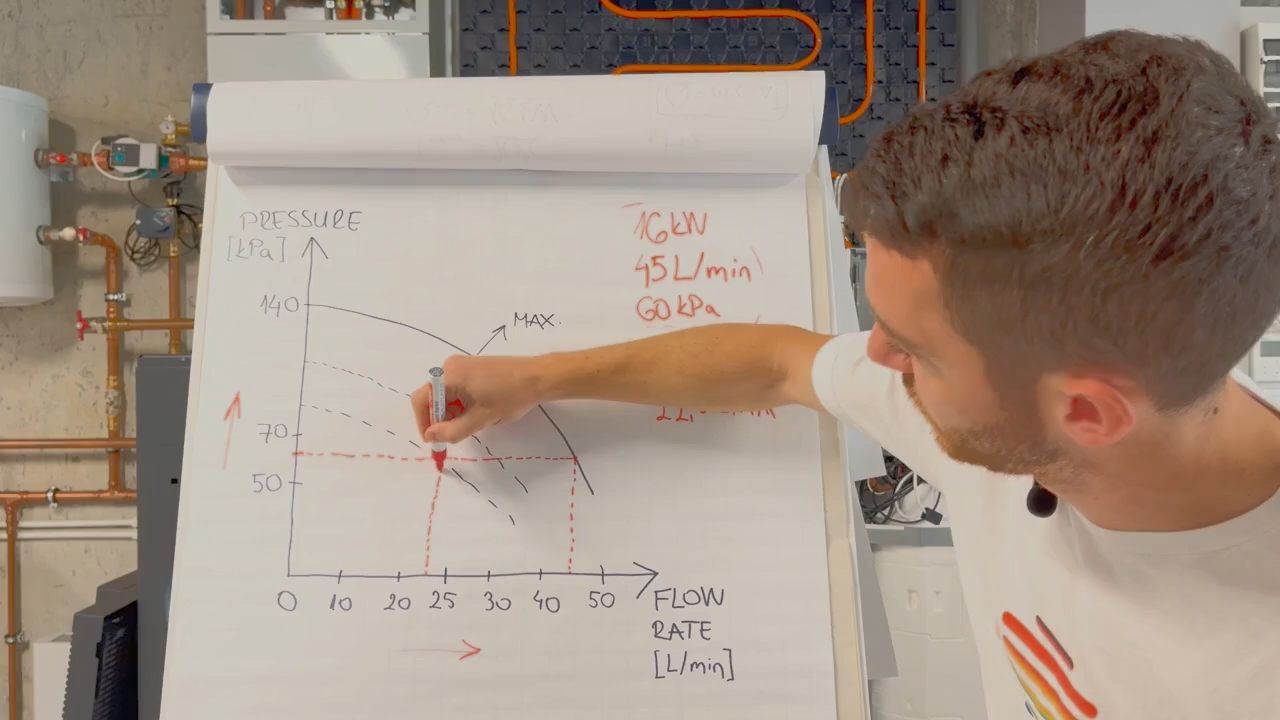 PRESSURE
[kPa]
140
70
50
0 10 20 25 30 40 50
MAX.
FLOW
RATE
[L/min]
16kW
45L/min
60kPa